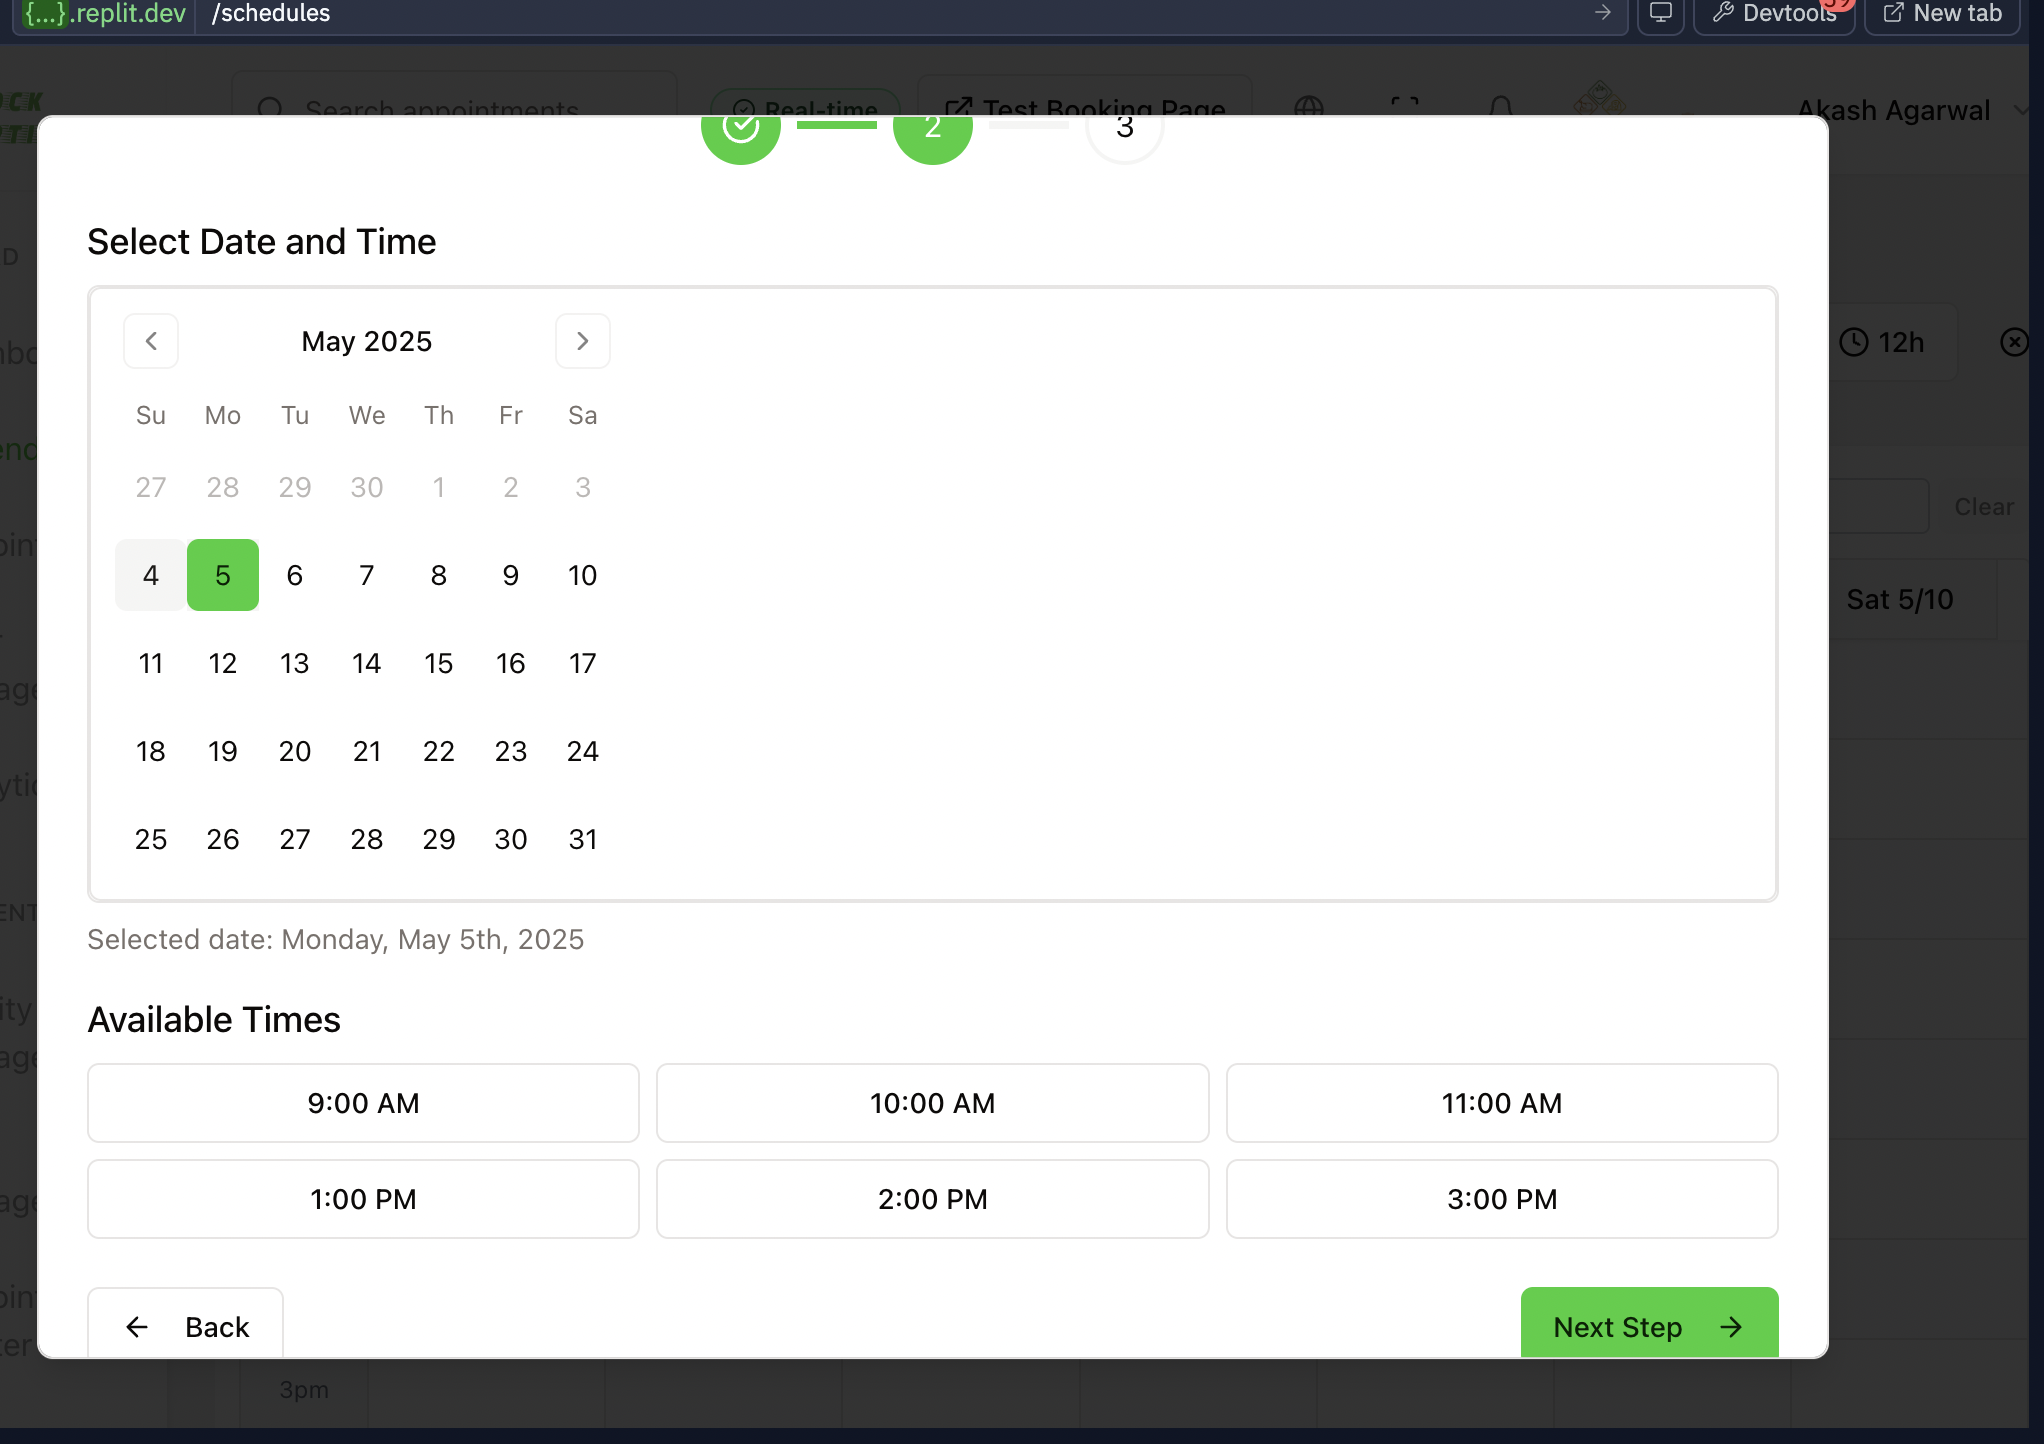 {...}.replit.dev /schedules Devtools New tab
Search appointments Real-time Test Booking Page Akash Agarwal
2 3
Select Date and Time
May 2025
12h
Su Mo Tu We Th Fr Sa
27 28 29 30 1 2 3
Clear
4 5 6 7 8 9 10
Sat 5/10
11 12 13 14 15 16 17
18 19 20 21 22 23 24
25 26 27 28 29 30 31
Selected date: Monday, May 5th, 2025
Available Times
9:00 AM 10:00 AM 11:00 AM
1:00 PM 2:00 PM 3:00 PM
Back Next Step
3pm